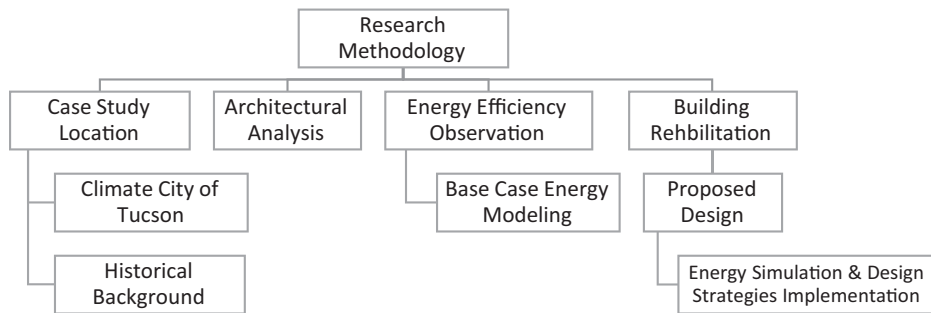 Research
Methodology
Case Study
Location
Architectural
Analysis
Energy Efficiency
Observation
Building
Rehbilitation
Climate City of
Tucson
Base Case Energy
Modeling
Proposed
Design
Historical
Background
Energy Simulation & Design
Strategies Implementation